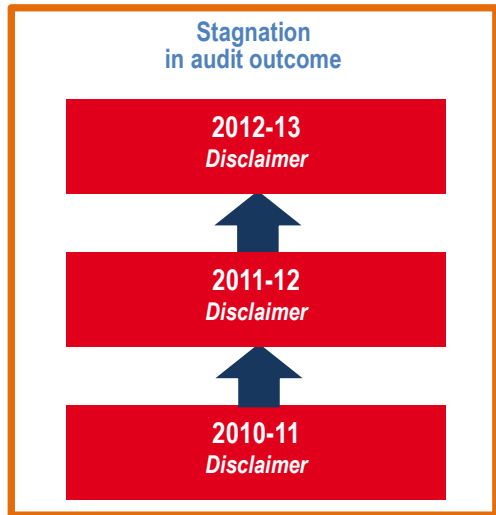 Stagnation
in audit outcome
2012-13
Disclaimer
2011-12
Disclaimer
2010-11
Disclaimer